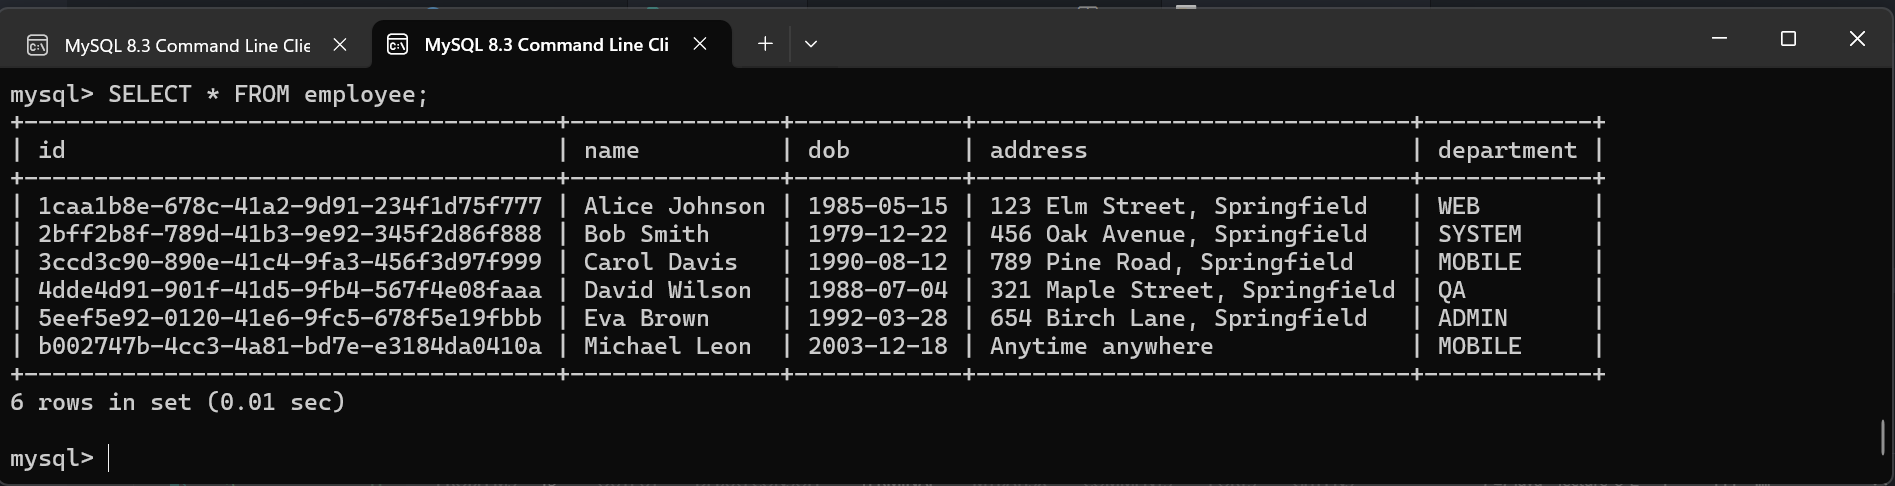 MySQL 8.3 Command Line Clie
MySQL 8.3 Command Line Cli
mysql> SELECT * FROM employee;
+--------------------------------------+---------------+------------+-------------------------------+------------+
| id                                   | name          | dob        | address                       | department |
+--------------------------------------+---------------+------------+-------------------------------+------------+
| 1caa1b8e-678c-41a2-9d91-234f1d75f777 | Alice Johnson | 1985-05-15 | 123 Elm Street, Springfield   | WEB        |
| 2bff2b8f-789d-41b3-9e92-345f2d86f888 | Bob Smith     | 1979-12-22 | 456 Oak Avenue, Springfield   | SYSTEM     |
| 3ccd3c90-890e-41c4-9fa3-456f3d97f999 | Carol Davis   | 1990-08-12 | 789 Pine Road, Springfield    | MOBILE     |
| 4dde4d91-901f-41d5-9fb4-567f4e08faaa | David Wilson  | 1988-07-04 | 321 Maple Street, Springfield | QA         |
| 5eef5e92-0120-41e6-9fc5-678f5e19fbbb | Eva Brown     | 1992-03-28 | 654 Birch Lane, Springfield   | ADMIN      |
| b002747b-4cc3-4a81-bd7e-e3184da0410a | Michael Leon  | 2003-12-18 | Anytime anywhere              | MOBILE     |
+--------------------------------------+---------------+------------+-------------------------------+------------+
6 rows in set (0.01 sec)
mysql>